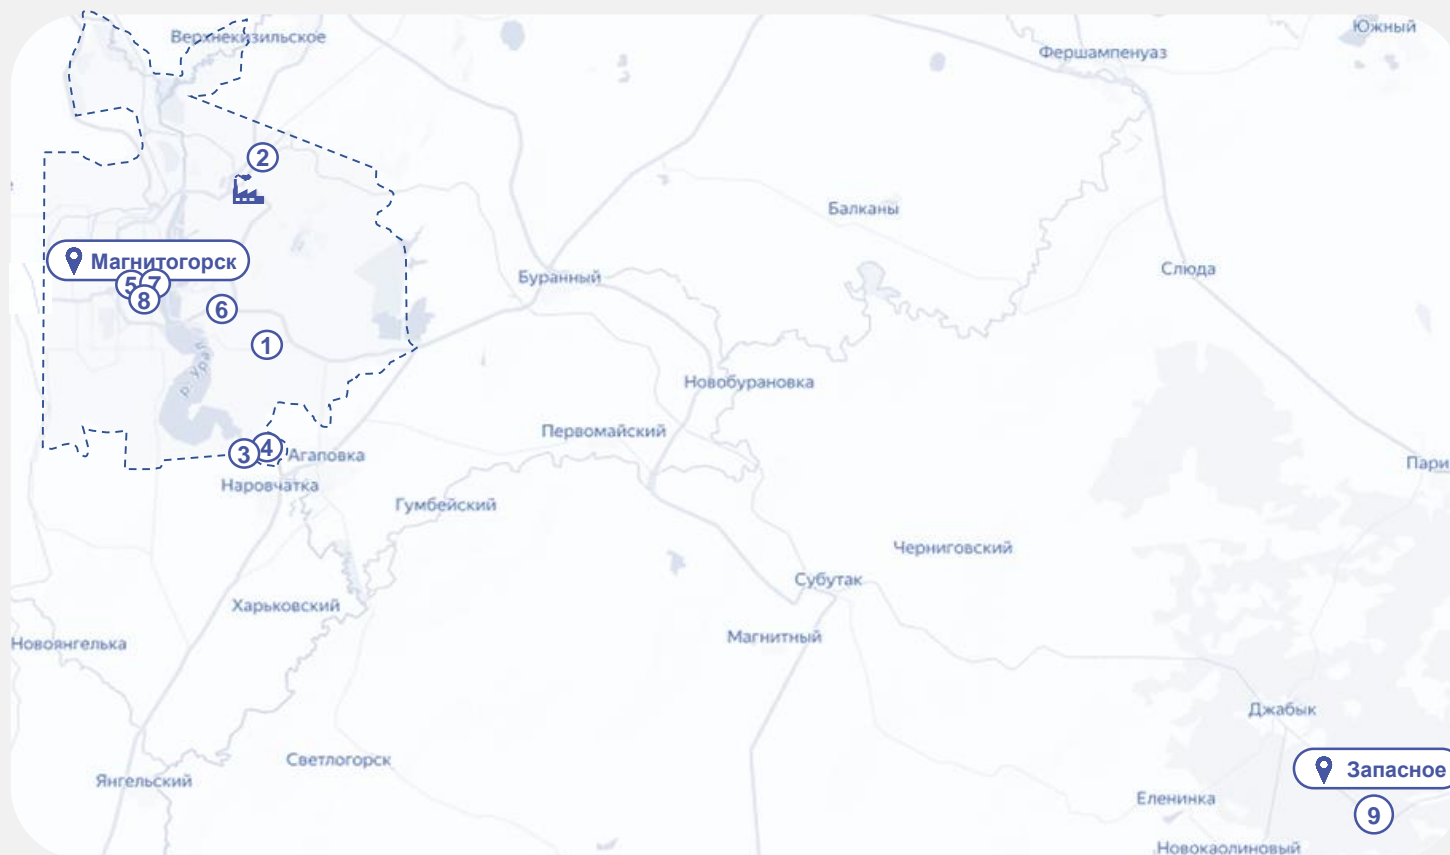 Верхнекизильское
Южный
Фершампенуаз
2
Балканы
Магнитогорск
Слюда
Буранный
5
7
8
6
1
р. Урал
Новобурановка
Первомайский
4
3
Агаповка
Пари
Наровчатка
Гумбейский
Черниговский
Субутак
Харьковский
Магнитный
Новоянгелька
Джабык
Светлогорск
Запасное
Янгельский
Еленинка
9
Новокаолиновый